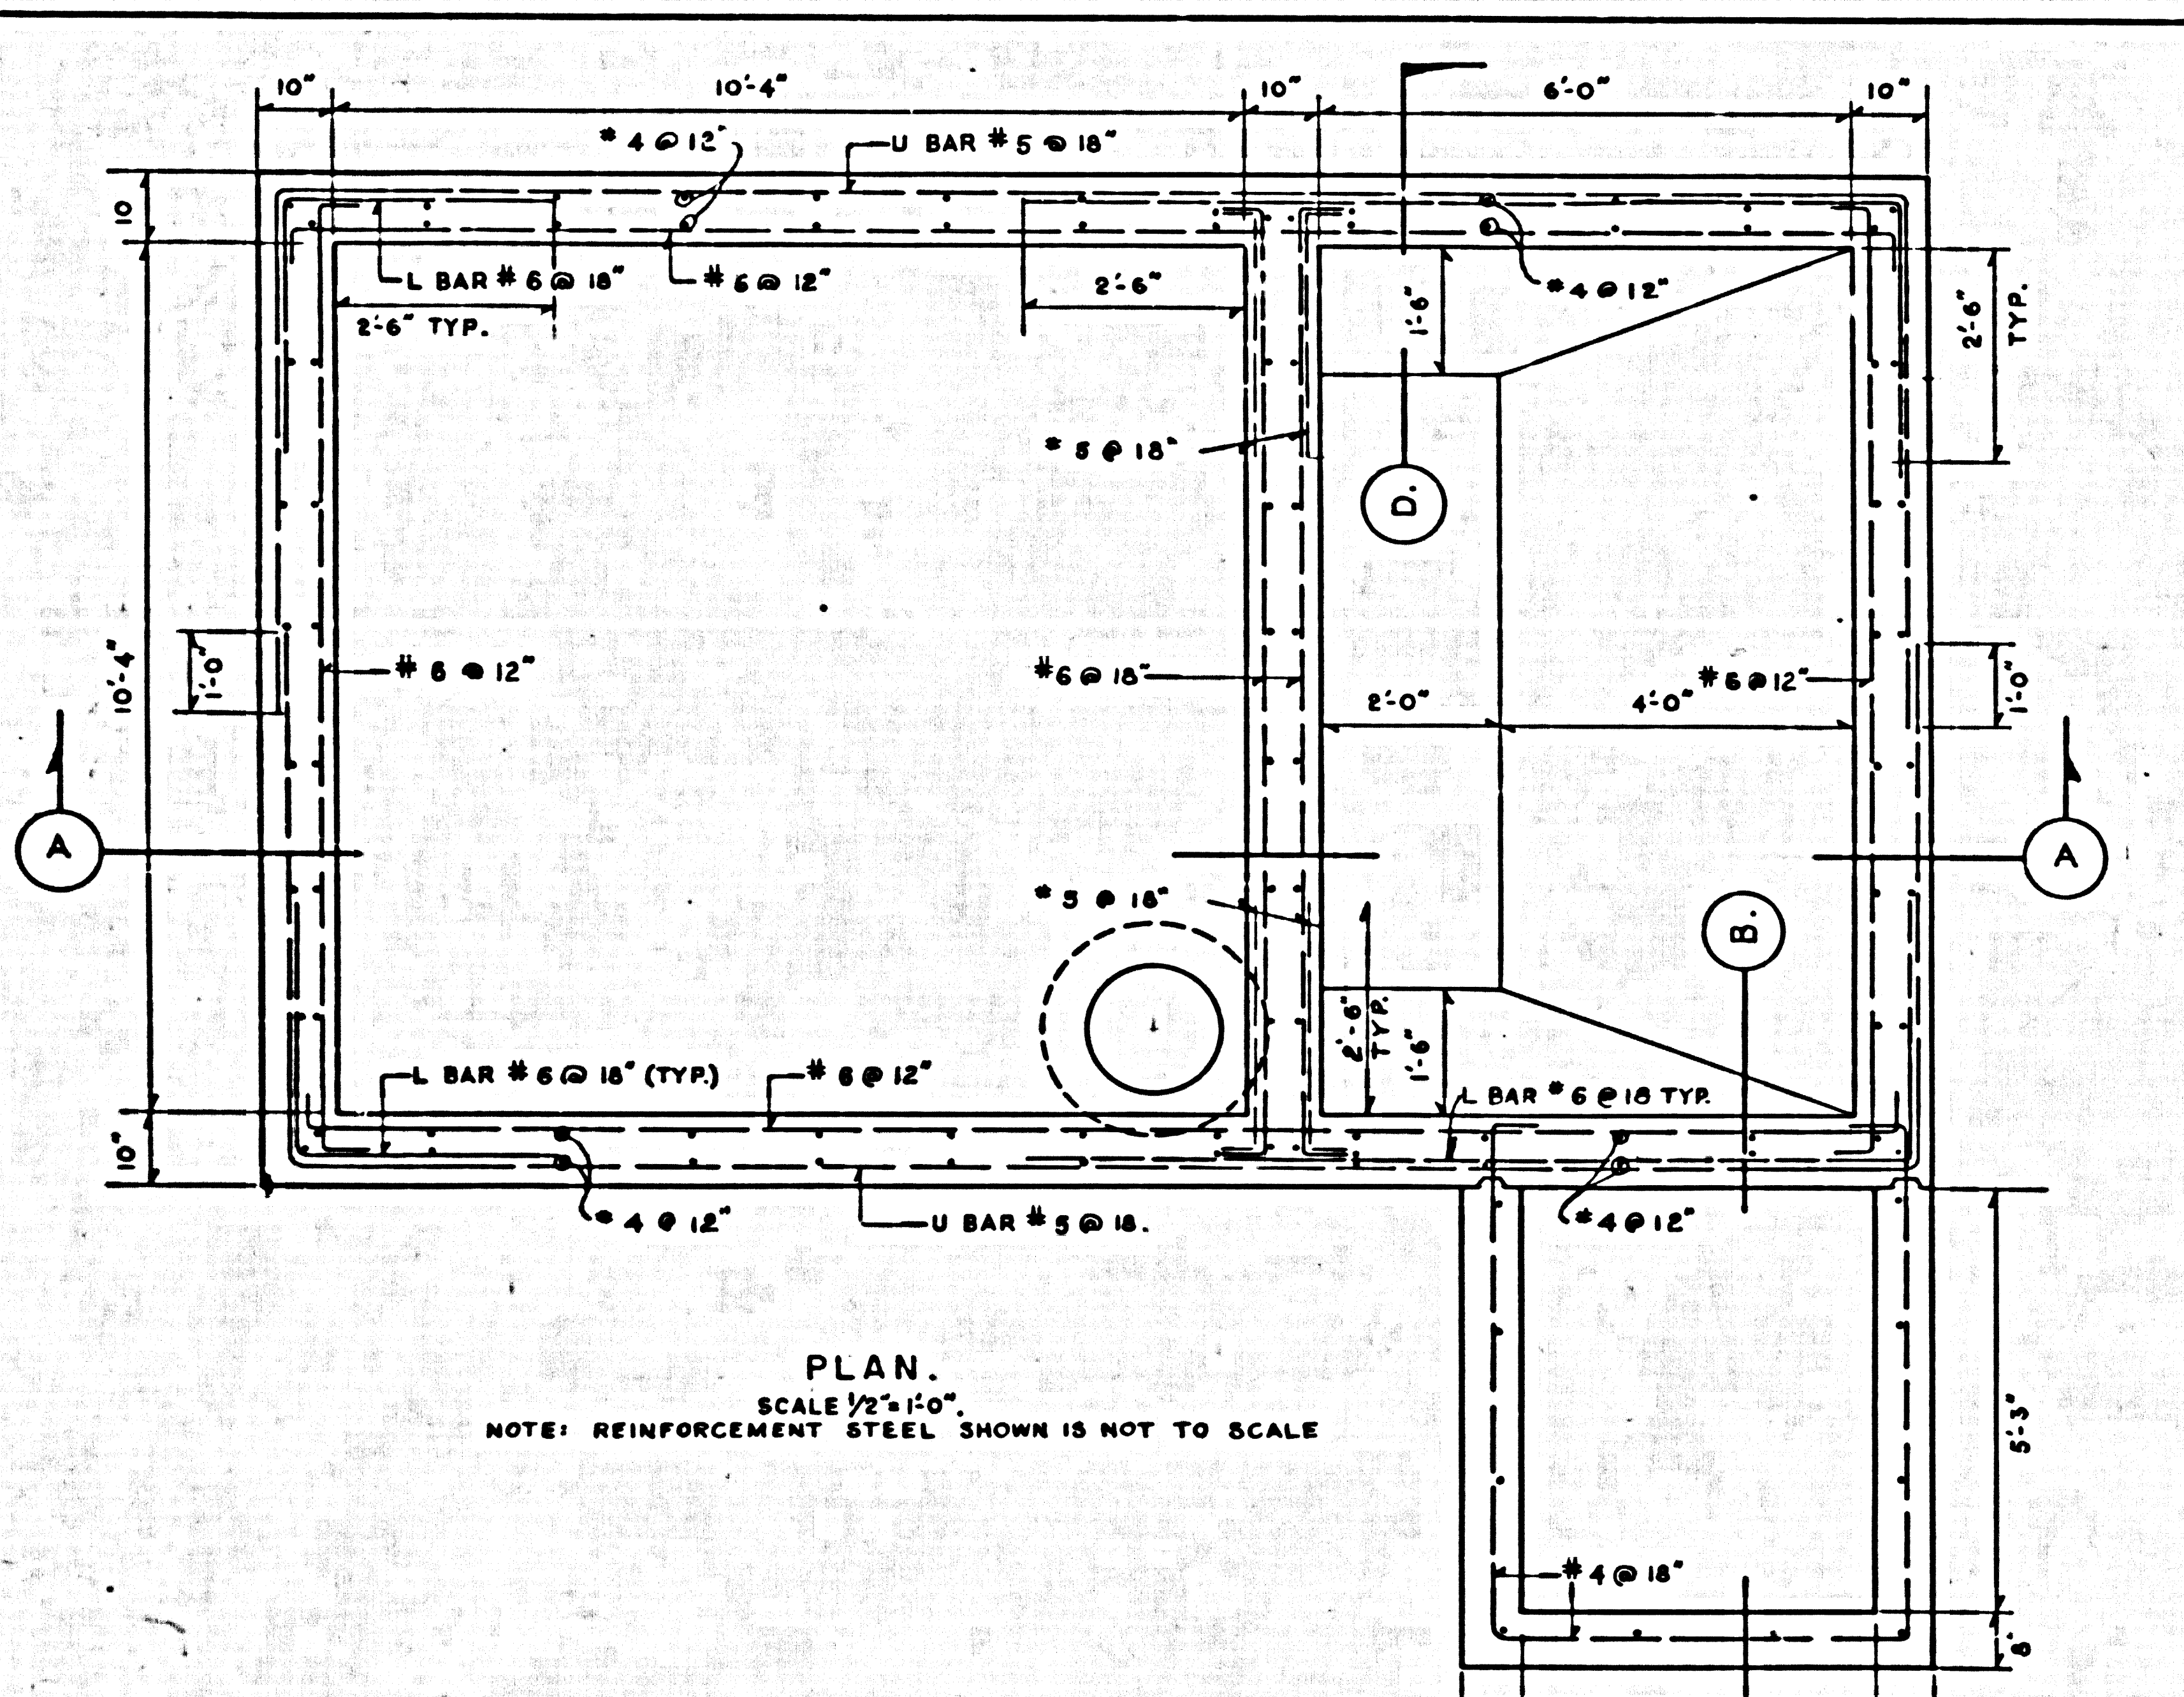 10" 10'-4" 10" 6'-0" 10"
# 4 @ 12" U BAR # 5 @ 18"
10
L BAR # 6 @ 18" # 6 @ 12" 2'-6" # 4 @ 12"
2'-6" TYP. 1'-6" 2'-6" TYP.
# 5 @ 18"
D.
10'-4" 1'-0" # 6 @ 12" # 6 @ 18" 2'-0" 4'-0" # 6 @ 12" 1'-0"
A A
# 5 @ 18" B.
2'-6" TYP. 1'-6"
L BAR # 6 @ 18" (TYP.) # 6 @ 12" L BAR # 6 @ 18 TYP.
10"
# 4 @ 12" U BAR # 5 @ 18. # 4 @ 12"
PLAN.
SCALE 1/2" = 1'-0".
NOTE: REINFORCEMENT STEEL SHOWN IS NOT TO SCALE
5'-3"
# 4 @ 18"
8"